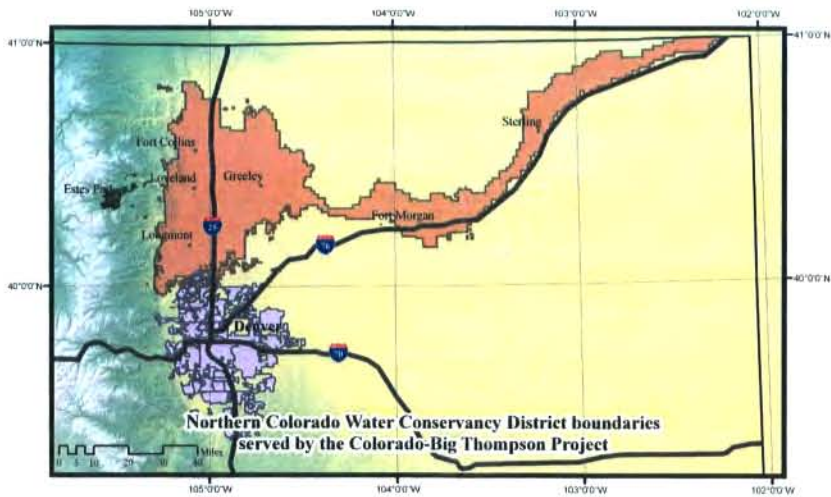 105°0'0"W 104°0'0"W 103°0'0"W 102°0'0"W
41°0'0"N 41°0'0"N
Sterling
Fort Collins
Loveland Greeley
Estes Park
Fort Morgan
Longmont
25
76
40°0'0"N 40°0'0"N
Denver
70
Northern Colorado Water Conservancy District boundaries
served by the Colorado-Big Thompson Project
Miles
0 5 10 20 30 40
105°0'0"W 104°0'0"W 103°0'0"W 102°0'0"W